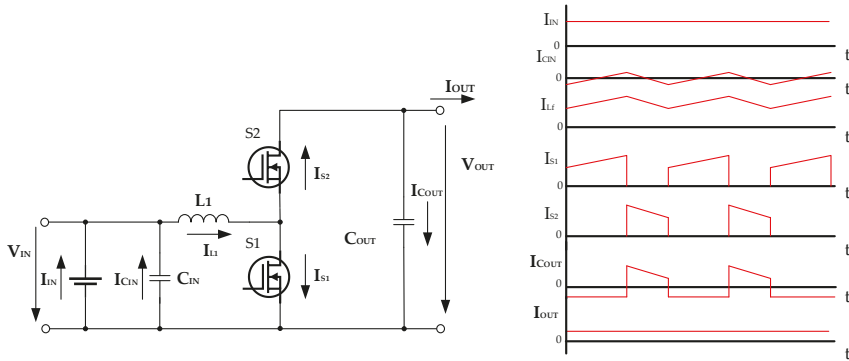 IOUT
S2
IS2
VOUT
L1
ICOUT
S1
COUT
IL1
VIN
IIN
ICIN
CIN
IS1
IIN
0
t
ICIN
0
t
ILf
0
t
IS1
0
t
IS2
0
t
ICOUT
0
t
IOUT
0
t